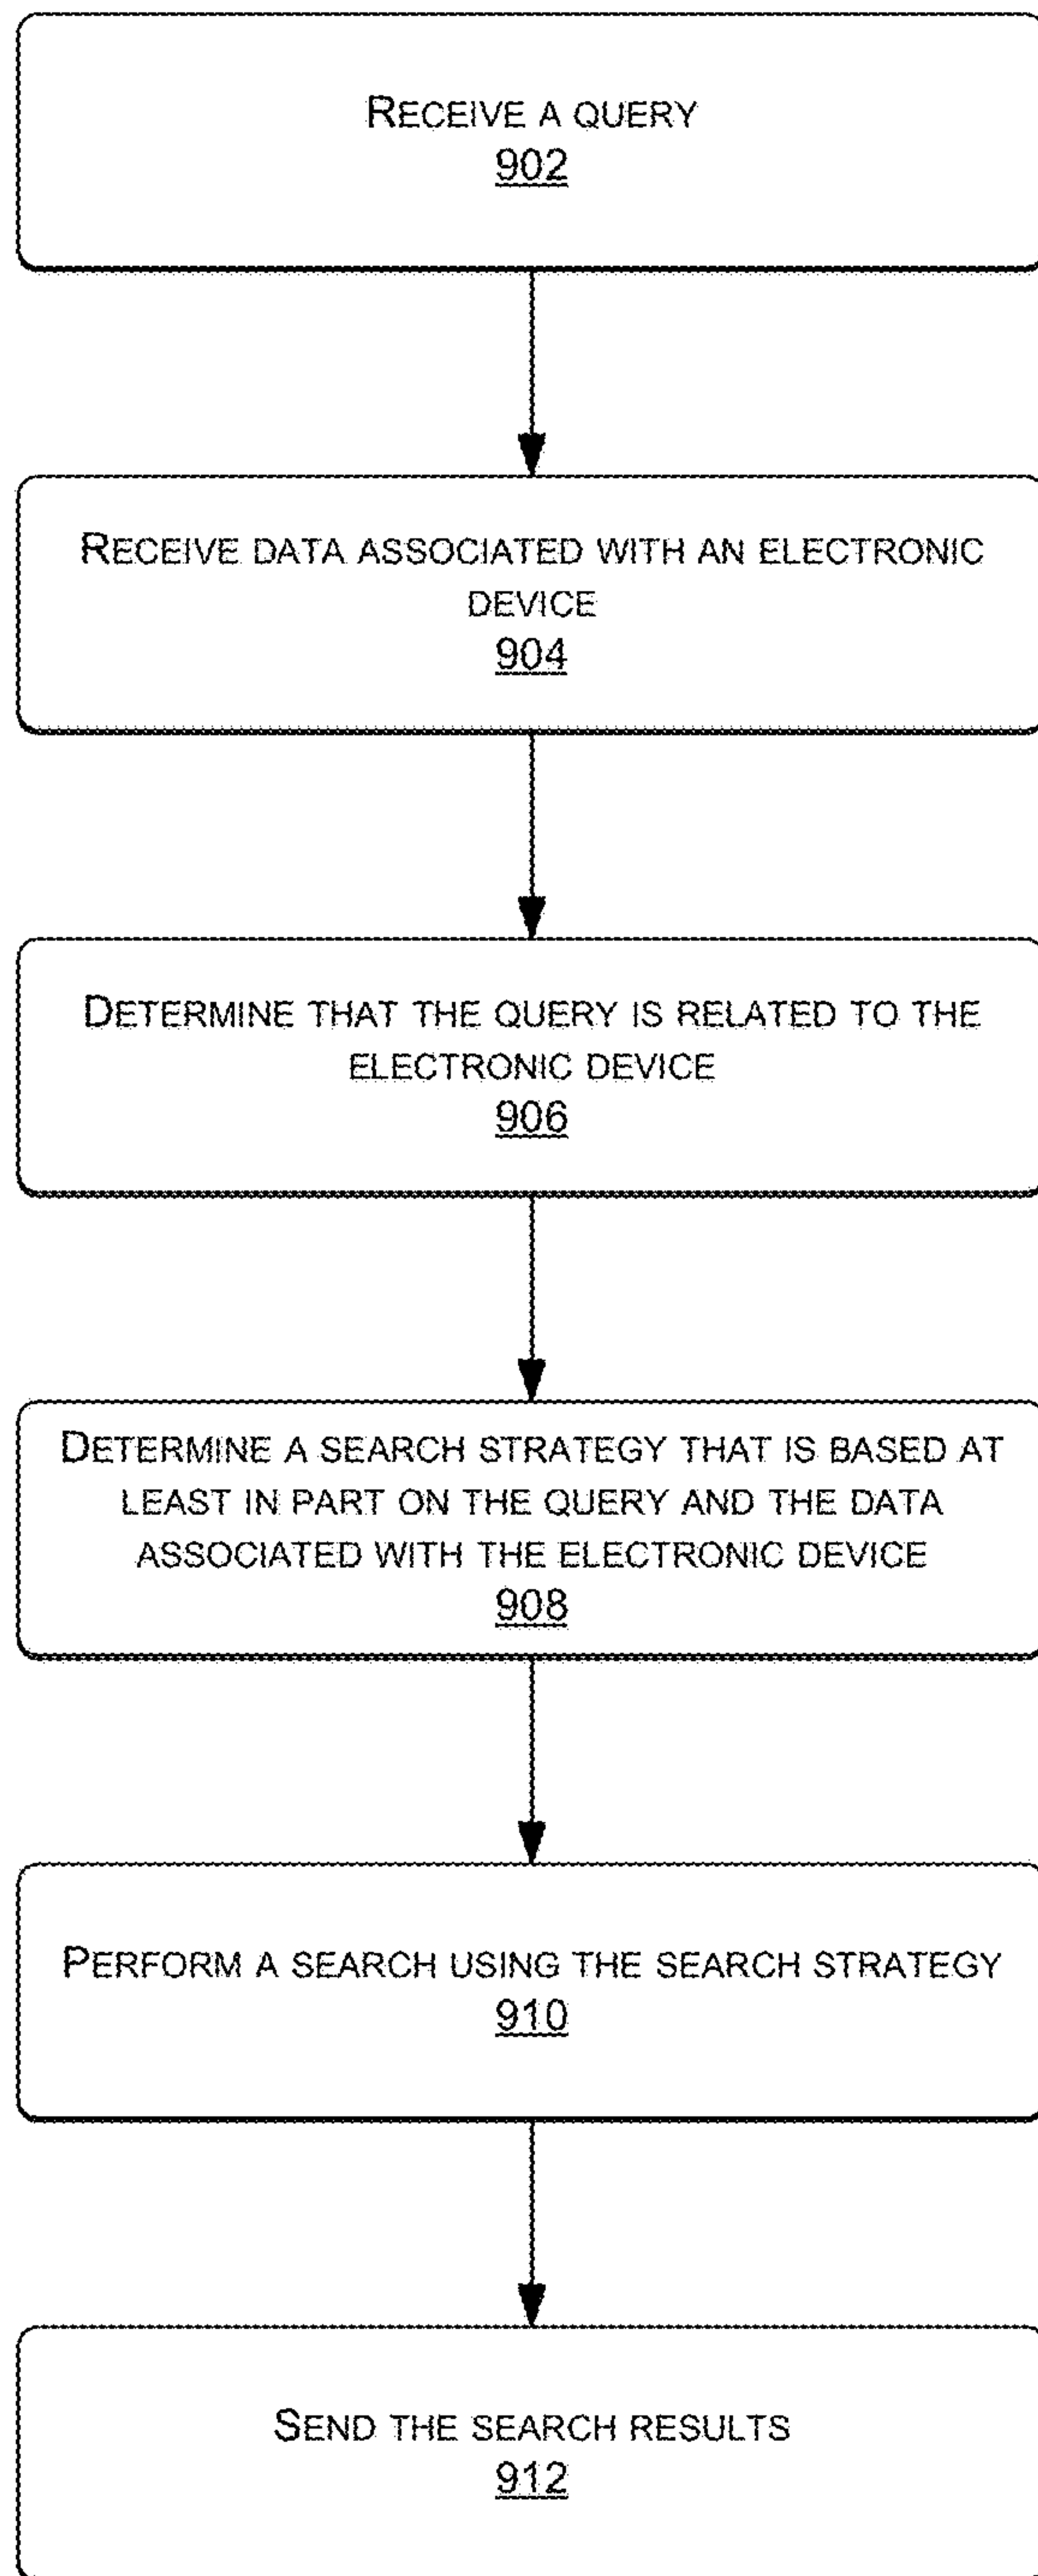 RECEIVE A QUERY
902
RECEIVE DATA ASSOCIATED WITH AN ELECTRONIC
DEVICE
904
DETERMINE THAT THE QUERY IS RELATED TO THE
ELECTRONIC DEVICE
906
DETERMINE A SEARCH STRATEGY THAT IS BASED AT
LEAST IN PART ON THE QUERY AND THE DATA
ASSOCIATED WITH THE ELECTRONIC DEVICE
908
PERFORM A SEARCH USING THE SEARCH STRATEGY
910
SEND THE SEARCH RESULTS
912